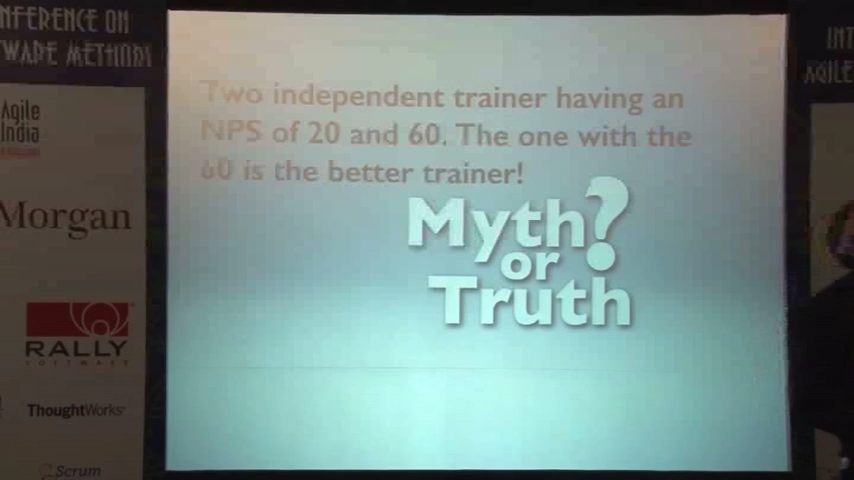 NFERENCE ON
WARE METHODS
Agile
India
Morgan
RALLY
SOFTWARE
ThoughtWorks
Scrum
Two independent trainer having an
NPS of 20 and 60. The one with the
60 is the better trainer!
Myth?
or
Truth
INT
AGILE